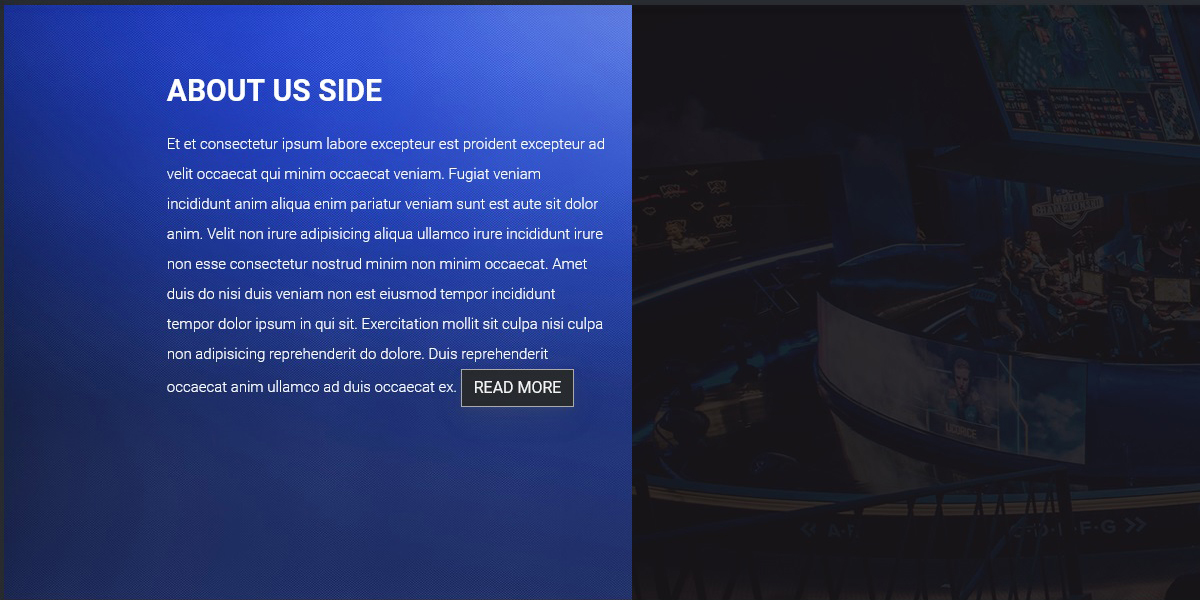 ABOUT US SIDE
Et et consectetur ipsum labore excepteur est proident excepteur ad
velit occaecat qui minim occaecat veniam. Fugiat veniam
incididunt anim aliqua enim pariatur veniam sunt est aute sit dolor
anim. Velit non irure adipisicing aliqua ullamco irure incididunt irure
non esse consectetur nostrud minim non minim occaecat. Amet
duis do nisi duis veniam non est eiusmod tempor incididunt
tempor dolor ipsum in qui sit. Exercitation mollit sit culpa nisi culpa
non adipisicing reprehenderit do dolore. Duis reprehenderit
occaecat anim ullamco ad duis occaecat ex. READ MORE
LICORICE